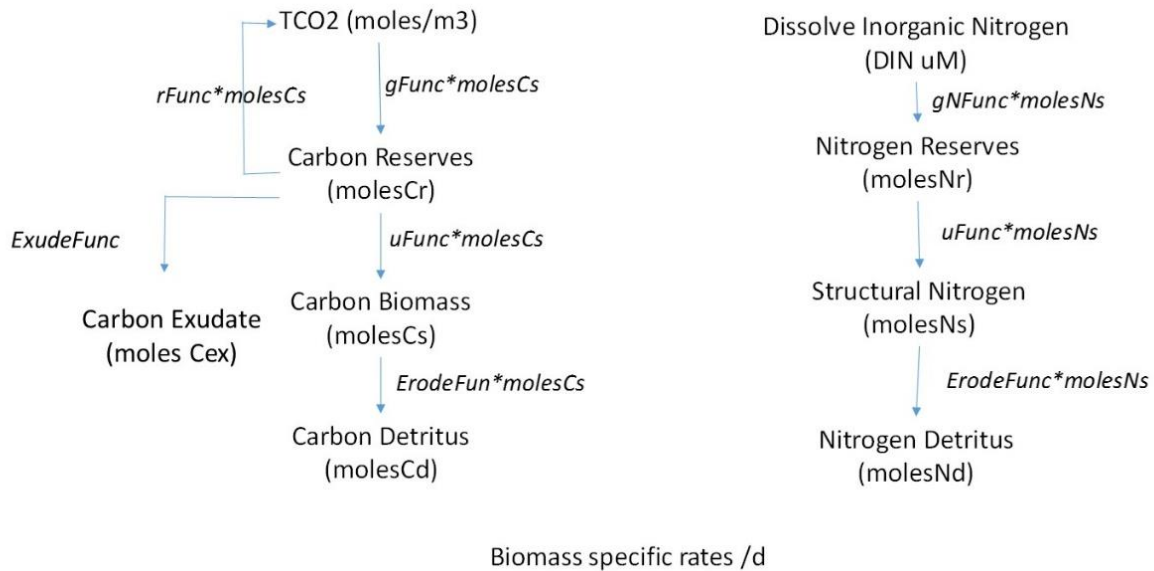 TCO2 (moles/m3)
rFunc*molesCs
gFunc*molesCs
Carbon Reserves
(molesCr)
ExudeFunc
uFunc*molesCs
Carbon Exudate
(moles Cex)
Carbon Biomass
(molesCs)
ErodeFun*molesCs
Carbon Detritus
(molesCd)
Dissolve Inorganic Nitrogen
(DIN uM)
gNFunc*molesNs
Nitrogen Reserves
(molesNr)
uFunc*molesNs
Structural Nitrogen
(molesNs)
ErodeFunc*molesNs
Nitrogen Detritus
(molesNd)
Biomass specific rates /d